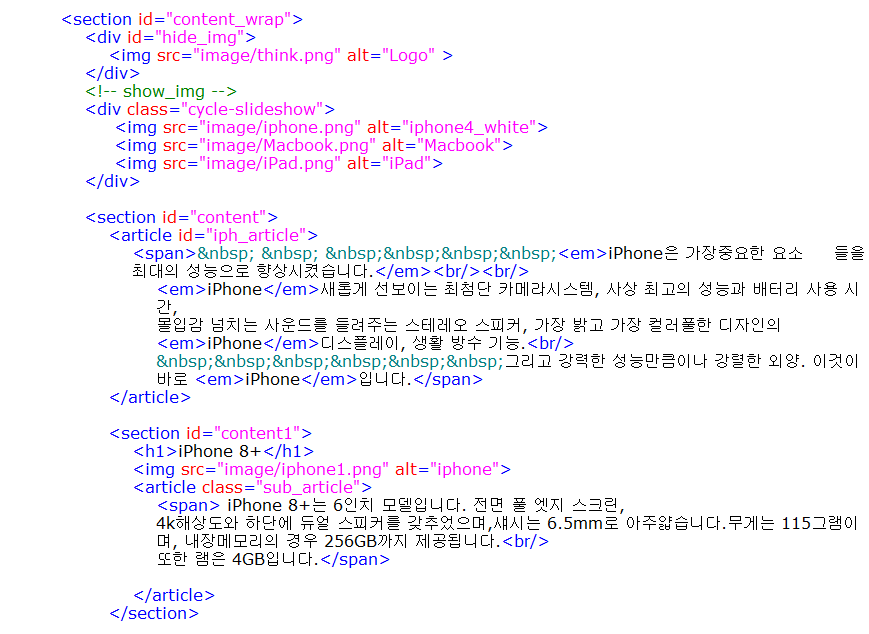 <section id="content_wrap">
<div id="hide_img">
<img src="image/think.png" alt="Logo" >
</div>
<!-- show_img -->
<div class="cycle-slideshow">
<img src="image/iphone.png" alt="iphone4_white">
<img src="image/Macbook.png" alt="Macbook">
<img src="image/iPad.png" alt="iPad">
</div>
<section id="content">
<article id="iph_article">
<span>&nbsp; &nbsp; &nbsp;&nbsp;&nbsp;&nbsp;<em>iPhone은 가장중요한 요소 들을
최대의 성능으로 향상시켰습니다.</em><br/><br/>
<em>iPhone</em>새롭게 선보이는 최첨단 카메라시스템, 사상 최고의 성능과 배터리 사용 시
간,
몰입감 넘치는 사운드를 들려주는 스테레오 스피커, 가장 밝고 가장 컬러풀한 디자인의
<em>iPhone</em>디스플레이, 생활 방수 기능.<br/>
&nbsp;&nbsp;&nbsp;&nbsp;&nbsp;&nbsp;그리고 강력한 성능만큼이나 강렬한 외양. 이것이
바로 <em>iPhone</em>입니다.</span>
</article>
<section id="content1">
<h1>iPhone 8+</h1>
<img src="image/iphone1.png" alt="iphone">
<article class="sub_article">
<span> iPhone 8+는 6인치 모델입니다. 전면 풀 엣지 스크린,
4k해상도와 하단에 듀얼 스피커를 갖추었으며,섀시는 6.5mm로 아주얇습니다.무게는 115그램이
며, 내장메모리의 경우 256GB까지 제공됩니다.<br/>
또한 램은 4GB입니다.</span>
</article>
</section>